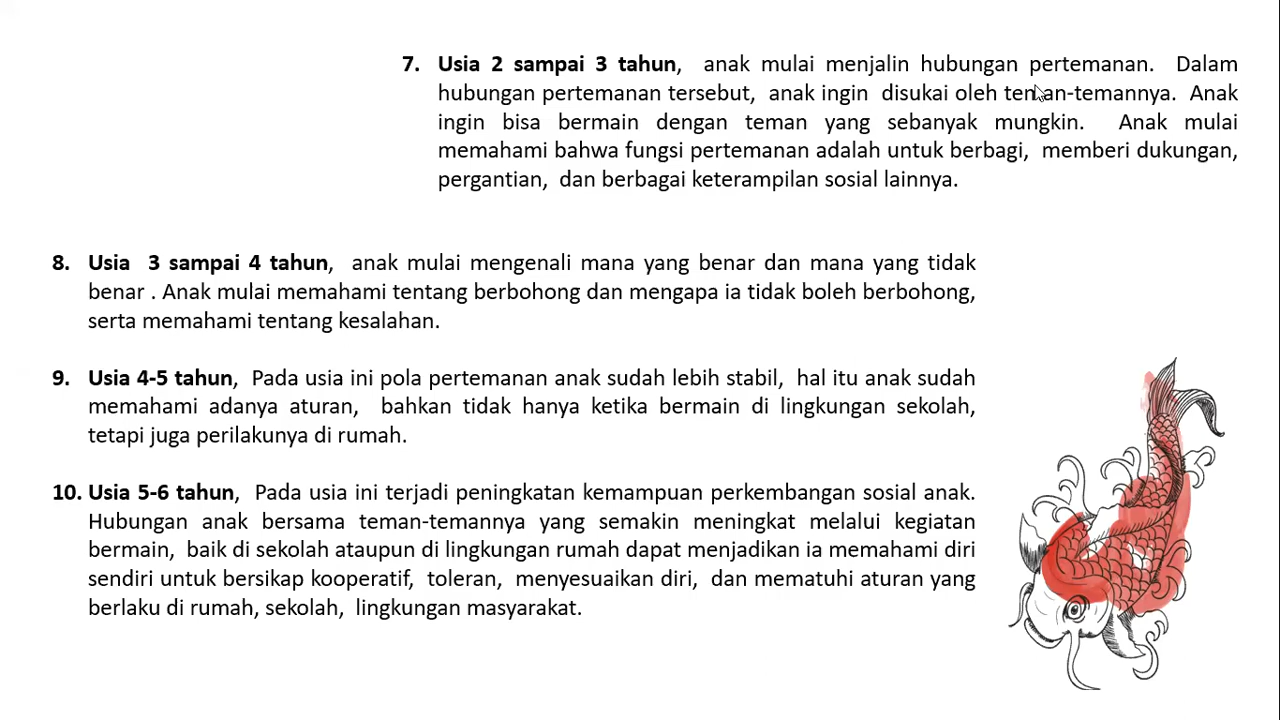 7. Usia 2 sampai 3 tahun, anak mulai menjalin hubungan pertemanan. Dalam
hubungan pertemanan tersebut, anak ingin disukai oleh teman-temannya. Anak
ingin bisa bermain dengan teman yang sebanyak mungkin. Anak mulai
memahami bahwa fungsi pertemanan adalah untuk berbagi, memberi dukungan,
pergantian, dan berbagai keterampilan sosial lainnya.
8. Usia 3 sampai 4 tahun, anak mulai mengenali mana yang benar dan mana yang tidak
benar . Anak mulai memahami tentang berbohong dan mengapa ia tidak boleh berbohong,
serta memahami tentang kesalahan.
9. Usia 4-5 tahun, Pada usia ini pola pertemanan anak sudah lebih stabil, hal itu anak sudah
memahami adanya aturan, bahkan tidak hanya ketika bermain di lingkungan sekolah,
tetapi juga perilakunya di rumah.
10. Usia 5-6 tahun, Pada usia ini terjadi peningkatan kemampuan perkembangan sosial anak.
Hubungan anak bersama teman-temannya yang semakin meningkat melalui kegiatan
bermain, baik di sekolah ataupun di lingkungan rumah dapat menjadikan ia memahami diri
sendiri untuk bersikap kooperatif, toleran, menyesuaikan diri, dan mematuhi aturan yang
berlaku di rumah, sekolah, lingkungan masyarakat.